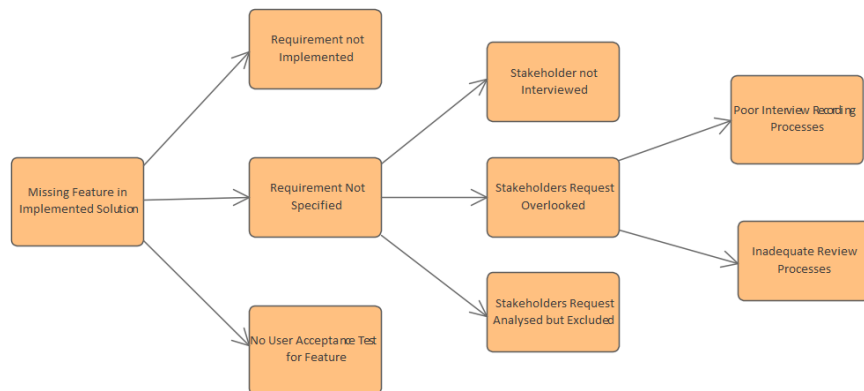 Requirement not
Implemented
Stakeholder not
Interviewed
Poor Interview Recording
Processes
Missing Feature in
Implemented Solution
Requirement Not
Specified
Stakeholders Request
Overlooked
Inadequate Review
Processes
Stakeholders Request
Analysed but Excluded
No User Acceptance Test
for Feature